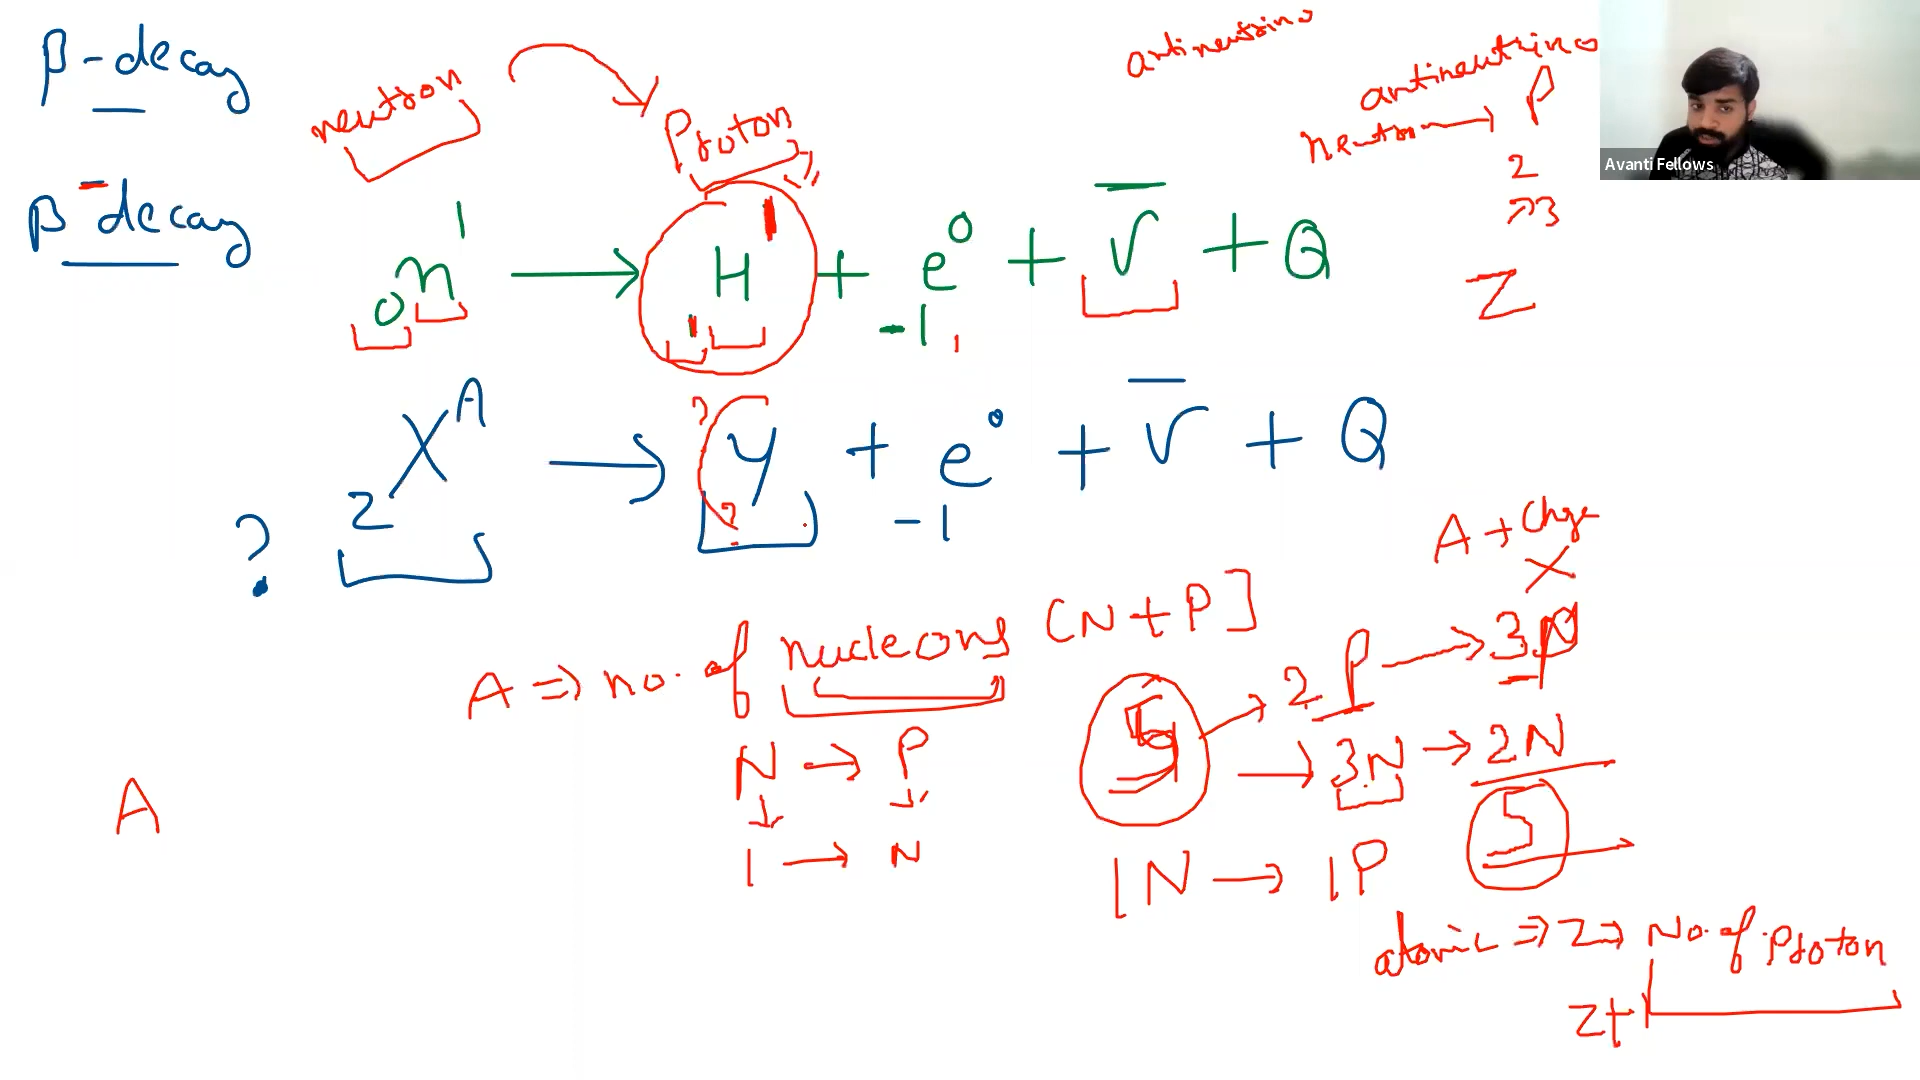 β-decay
β⁻ decay
neutron
Proton
antineutrino
antineutrino
neutron → P
2
→3
Z
₀n¹ → ₁H¹ + ₋₁e⁰ + ν̄ + Q
zX^A → Y + ₋₁e⁰ + ν̄ + Q
?
?
?
A + Chge
X
A => no. of nucleons [N + P]
N → P
1 → N
5 → 2P → 3P
→ 3N → 2N
5
1N → 1P
A
atomic => Z => No. of Proton
Z+1
Avanti Fellows